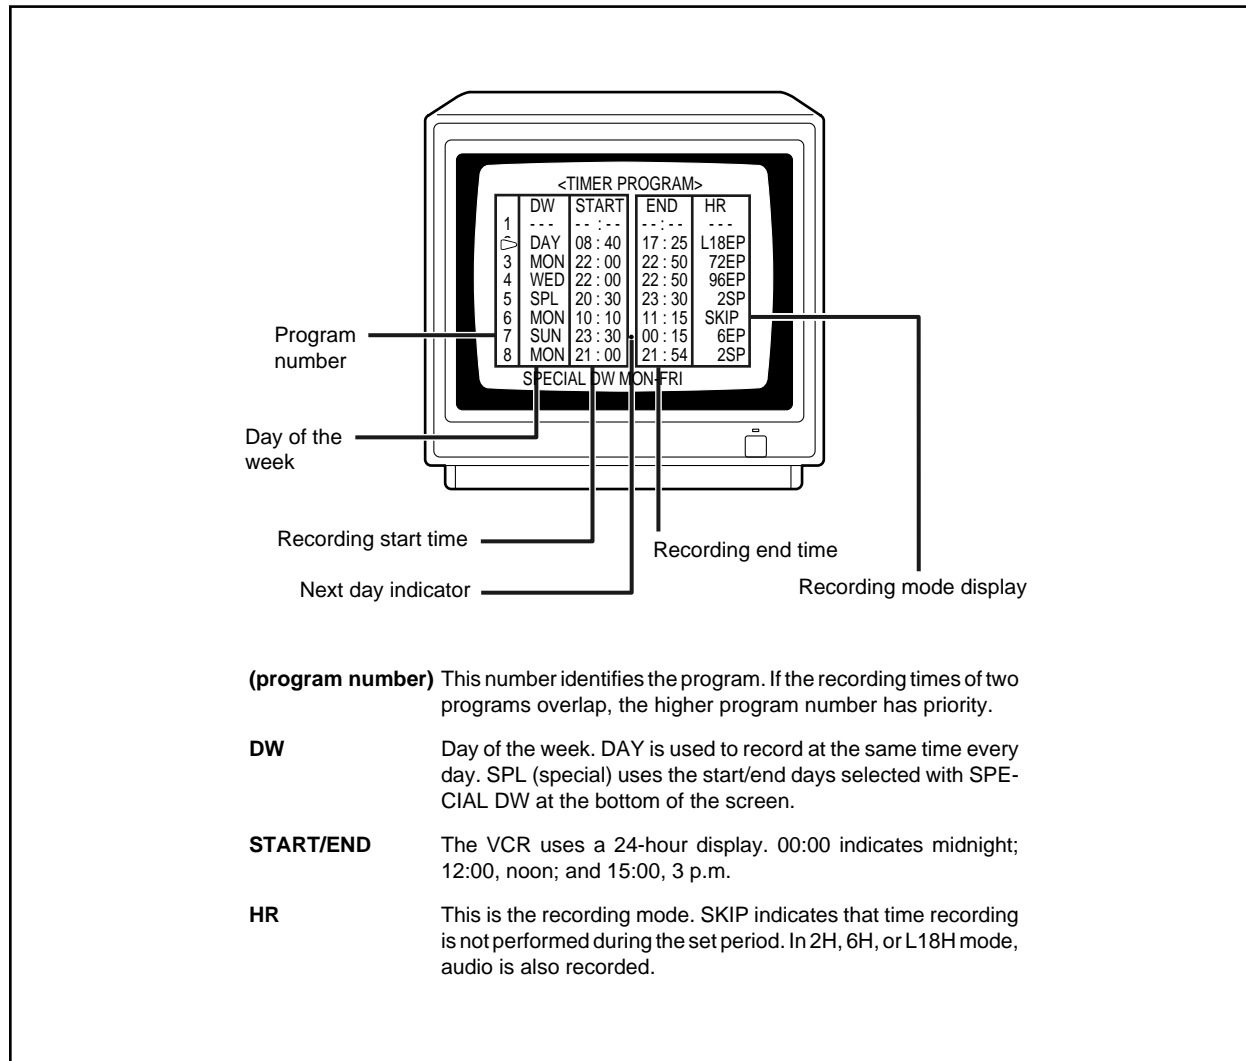 <TIMER PROGRAM>
DW START END HR
1 - - - - - : - - - - : - - - - -
DAY 08 : 40 17 : 25 L18EP
3 MON 22 : 00 22 : 50 72EP
4 WED 22 : 00 22 : 50 96EP
5 SPL 20 : 30 23 : 30 2SP
6 MON 10 : 10 11 : 15 SKIP
7 SUN 23 : 30 • 00 : 15 6EP
8 MON 21 : 00 21 : 54 2SP
SPECIAL DW MON-FRI
Program
number
Day of the
week
Recording start time
Recording end time
Next day indicator
Recording mode display
(program number) This number identifies the program. If the recording times of two
programs overlap, the higher program number has priority.
DW Day of the week. DAY is used to record at the same time every
day. SPL (special) uses the start/end days selected with SPE-
CIAL DW at the bottom of the screen.
START/END The VCR uses a 24-hour display. 00:00 indicates midnight;
12:00, noon; and 15:00, 3 p.m.
HR This is the recording mode. SKIP indicates that time recording
is not performed during the set period. In 2H, 6H, or L18H mode,
audio is also recorded.